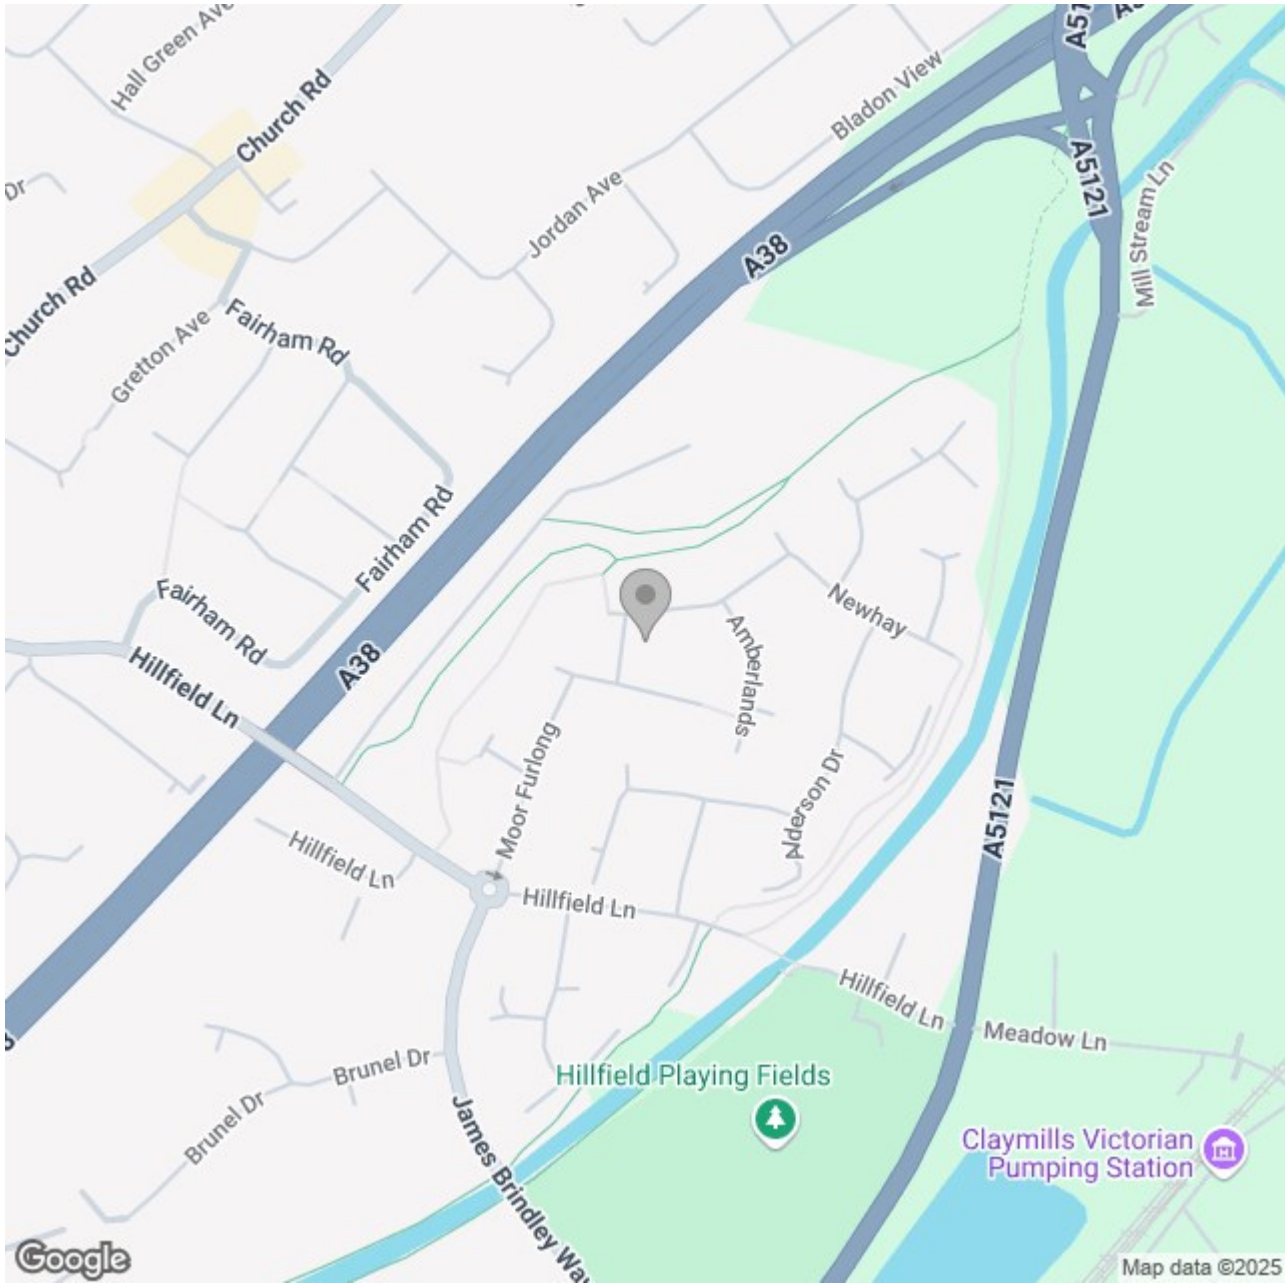 Hall Green Ave
Church Rd
A51
A5
Bladon View
A5121
Mill Stream Ln
Dr
Jordan Ave
A38
Church Rd
Gretton Ave
Fairham Rd
Fairham Rd
Fairham Rd
A38
Hillfield Ln
Newhay
Amberlands
Moor Furlong
Alderson Dr
A5121
Hillfield Ln
Hillfield Ln
Hillfield Ln
Meadow Ln
Brunel Dr
Brunel Dr
James Brindley Way
Hillfield Playing Fields
Claymills Victorian
Pumping Station
Google
Map data ©2025